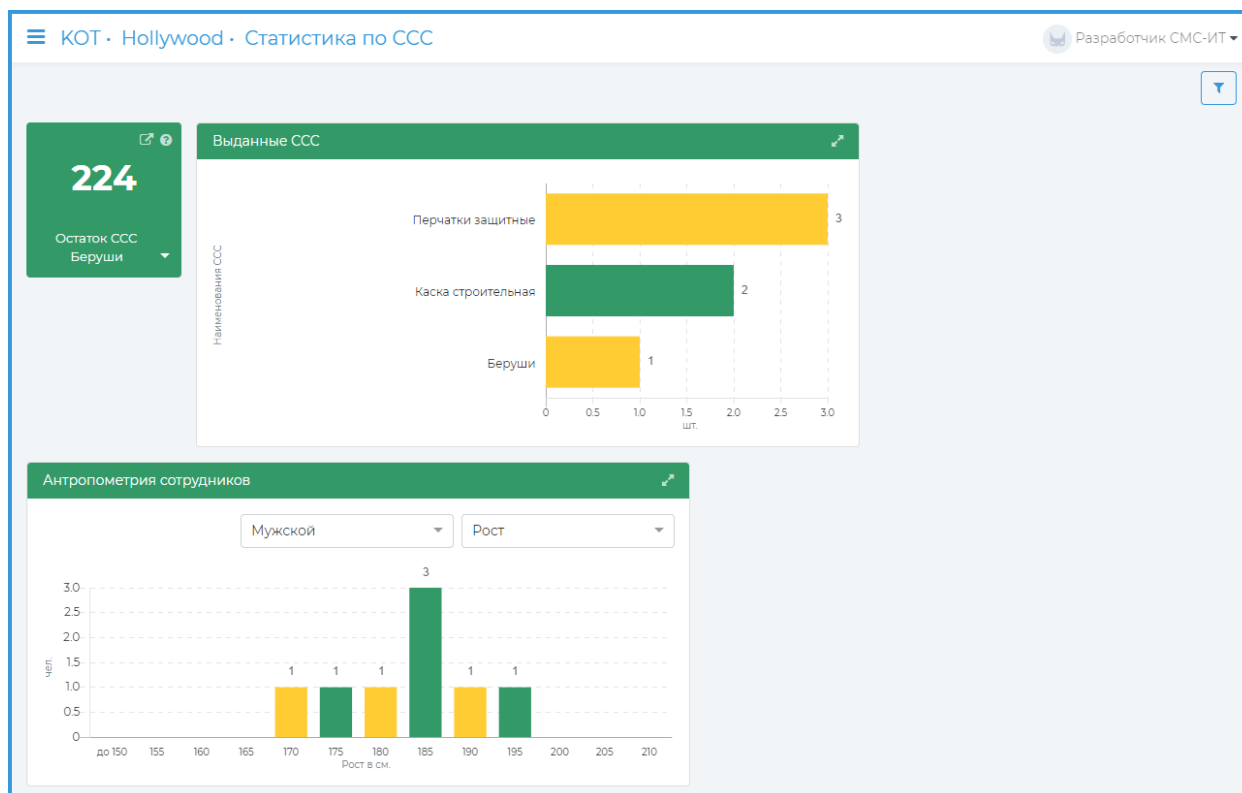 КОТ · Hollywood · Статистика по ССС
Разработчик СМС-ИТ
224
Остаток ССС
Беруши
Выданные ССС
Наименования ССС
Перчатки защитные
3
Каска строительная
2
Беруши
1
0 0.5 1.0 1.5 2.0 2.5 3.0
шт.
Антропометрия сотрудников
Мужской
Рост
3
3.0
2.5
2.0
чел.
1.5
1 1 1 1 1
1.0
0.5
0
до 150 155 160 165 170 175 180 185 190 195 200 205 210
Рост в см.